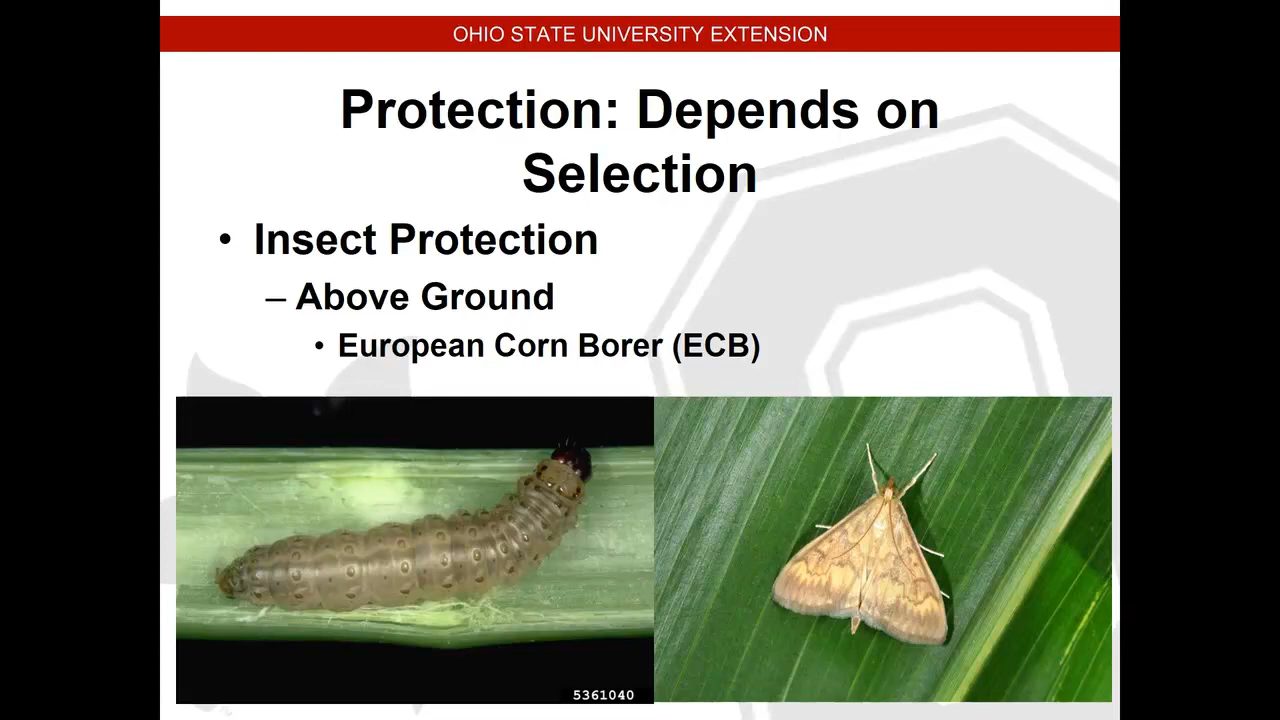 OHIO STATE UNIVERSITY EXTENSION
Protection: Depends on
Selection
• Insect Protection
– Above Ground
• European Corn Borer (ECB)
5361040